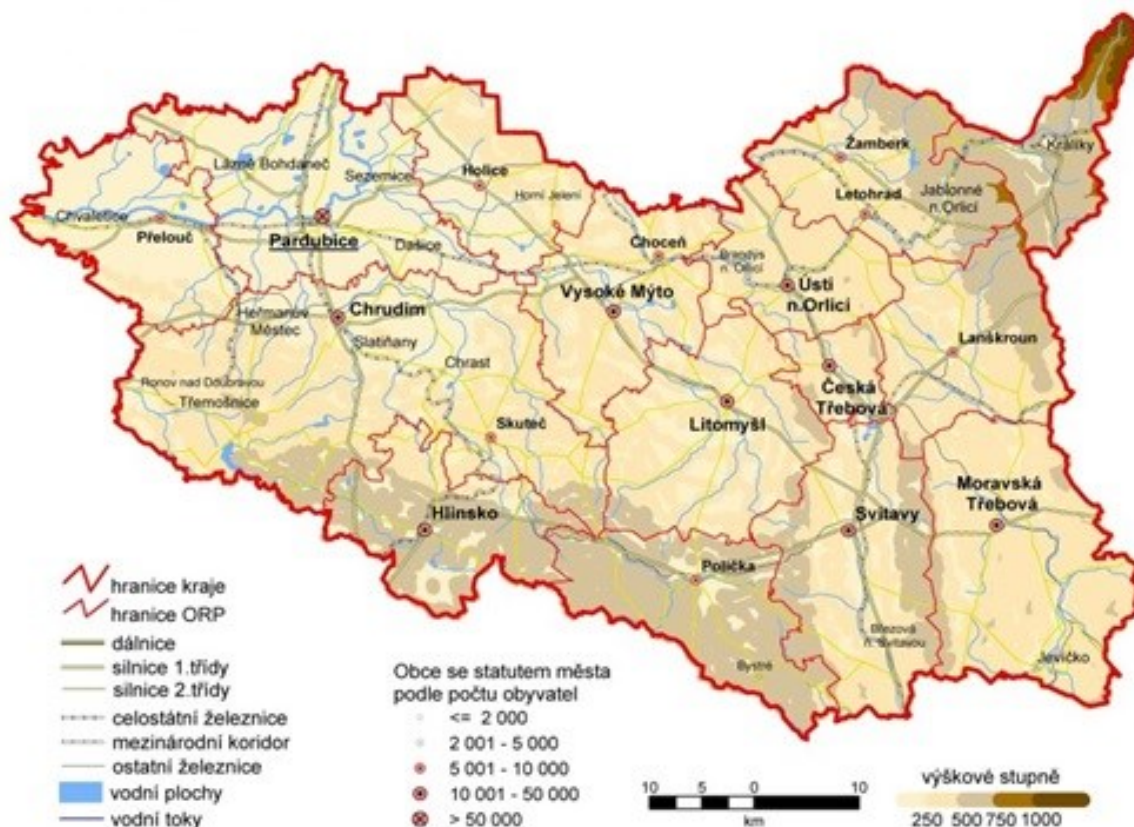 Králíky
Žamberk
Lázně Bohdaneč
Sezemice
Holice
Horní Jelení
Letohrad
Jablonné
n.Orlicí
Chvaletice
Přelouč
Pardubice
Dašice
Choceň
Brandýs
n. Orlicí
Ústí
n.Orlicí
Vysoké Mýto
Heřmanův
Městec
Chrudim
Slatiňany
Chrast
Lanškroun
Ronov nad Doubravou
Třemošnice
Česká
Třebová
Litomyšl
Skuteč
Moravská
Třebová
Hlinsko
Svitavy
Polička
Březová
n. Svitavou
Bystré
Jevíčko
hranice kraje
hranice ORP
dálnice
silnice 1.třídy
silnice 2.třídy
celostátní železnice
mezinárodní koridor
ostatní železnice
vodní plochy
vodní toky
Obce se statutem města
podle počtu obyvatel
<= 2 000
2 001 - 5 000
5 001 - 10 000
10 001 - 50 000
> 50 000
10 5 0 10
km
výškové stupně
250 500 750 1000